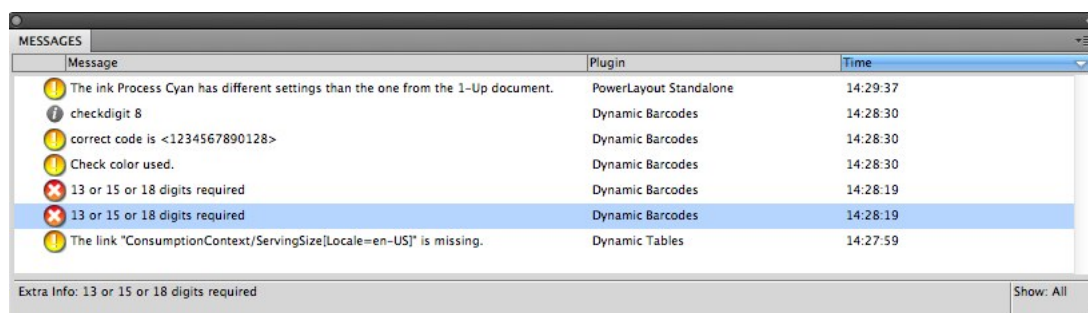 MESSAGES
Message Plugin Time
The ink Process Cyan has different settings than the one from the 1-Up document. PowerLayout Standalone 14:29:37
checkdigit 8 Dynamic Barcodes 14:28:30
correct code is <1234567890128> Dynamic Barcodes 14:28:30
Check color used. Dynamic Barcodes 14:28:30
13 or 15 or 18 digits required Dynamic Barcodes 14:28:19
13 or 15 or 18 digits required Dynamic Barcodes 14:28:19
The link "ConsumptionContext/ServingSize[Locale=en-US]" is missing. Dynamic Tables 14:27:59
Extra Info: 13 or 15 or 18 digits required Show: All